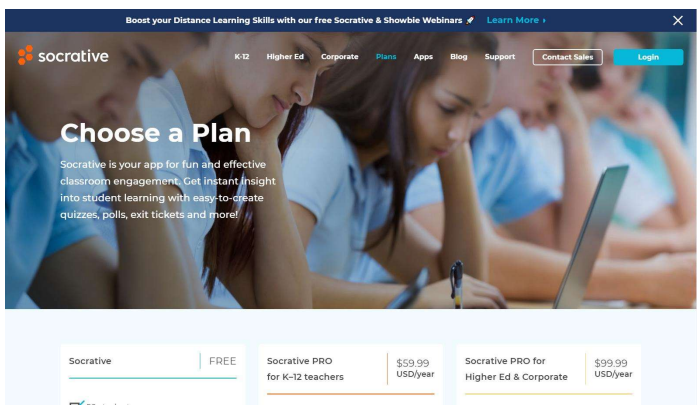 Boost your Distance Learning Skills with our free Socrative & Showbie Webinars 🚀 Learn More ›
socrative
K-12 Higher Ed Corporate Plans Apps Blog Support Contact Sales Login
Choose a Plan
Socrative is your app for fun and effective
classroom engagement. Get instant insight
into student learning with easy-to-create
quizzes, polls, exit tickets and more!
Socrative FREE
Socrative PRO
for K–12 teachers
$59.99
USD/year
Socrative PRO for
Higher Ed & Corporate
$99.99
USD/year